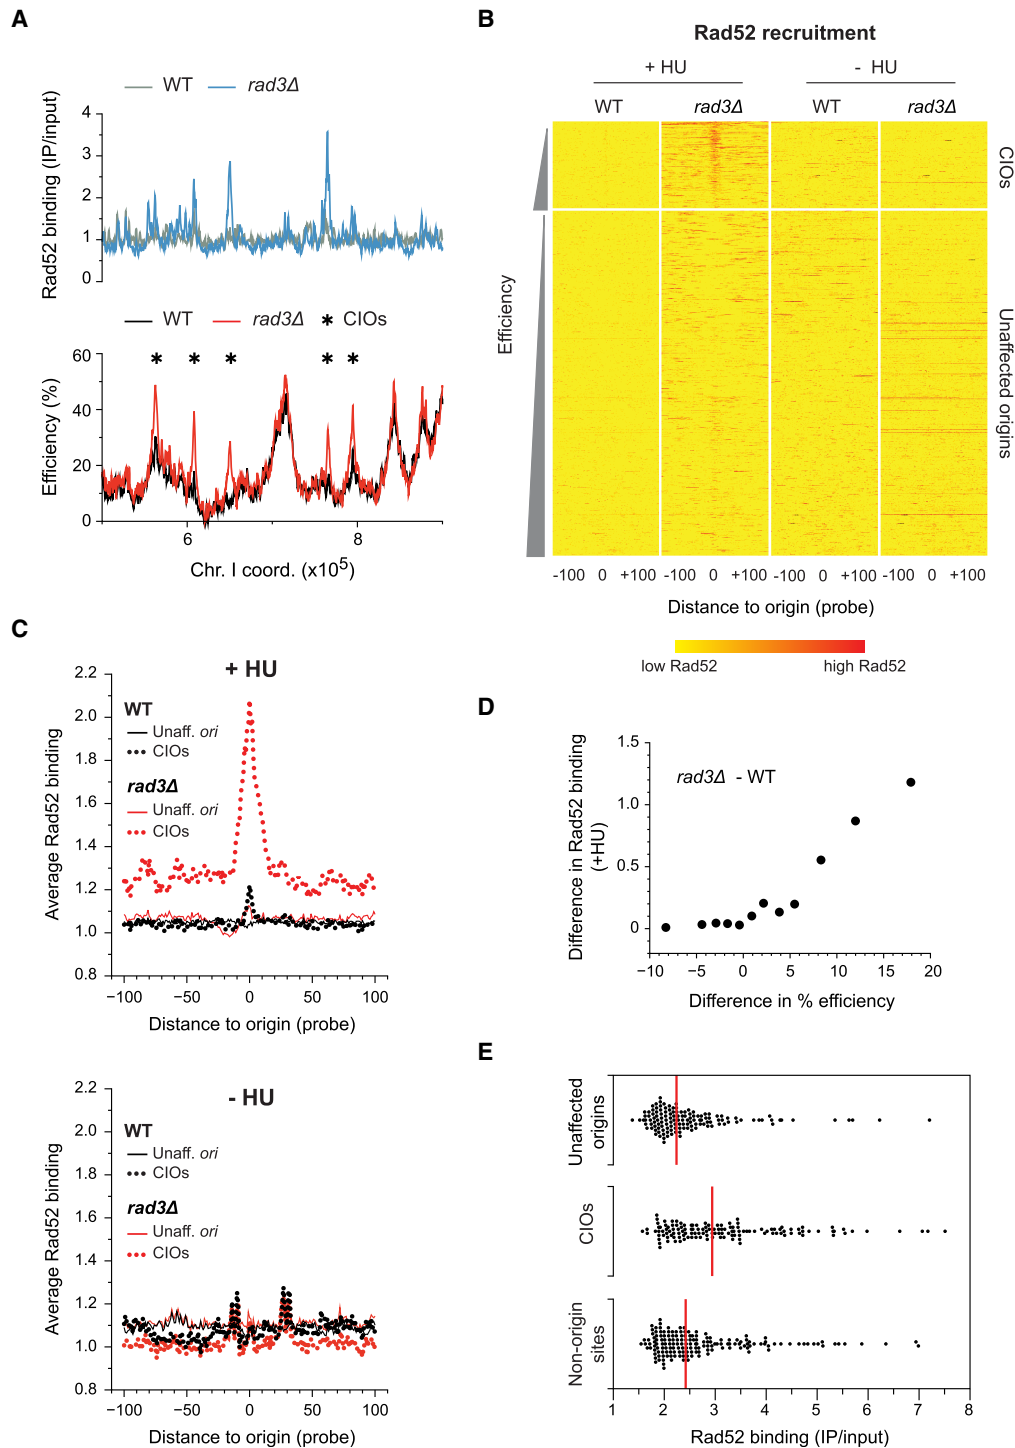 A
WT rad3Δ
Rad52 binding (IP/input)
4
3
2
1
0
WT rad3Δ * CIOs
Efficiency (%)
60
40
20
0
* * * * *
6 8
Chr. I coord. (x10⁵)
B
Rad52 recruitment
+ HU - HU
WT rad3Δ WT rad3Δ
Efficiency
CIOs
Unaffected origins
-100 0 +100 -100 0 +100 -100 0 +100 -100 0 +100
Distance to origin (probe)
low Rad52 high Rad52
C
+ HU
Average Rad52 binding
2.2
2.0
1.8
1.6
1.4
1.2
1.0
0.8
WT
Unaff. ori
CIOs
rad3Δ
Unaff. ori
CIOs
−100 −50 0 50 100
Distance to origin (probe)
- HU
Average Rad52 binding
2.2
2.0
1.8
1.6
1.4
1.2
1.0
0.8
WT
Unaff. ori
CIOs
rad3Δ
Unaff. ori
CIOs
−100 −50 0 50 100
Distance to origin (probe)
D
Difference in Rad52 binding
(+HU)
1.5
1.0
0.5
0
rad3Δ - WT
−10 −5 0 5 10 15 20
Difference in % efficiency
E
Unaffected
origins
CIOs
Non-origin
sites
1 2 3 4 5 6 7 8
Rad52 binding (IP/input)